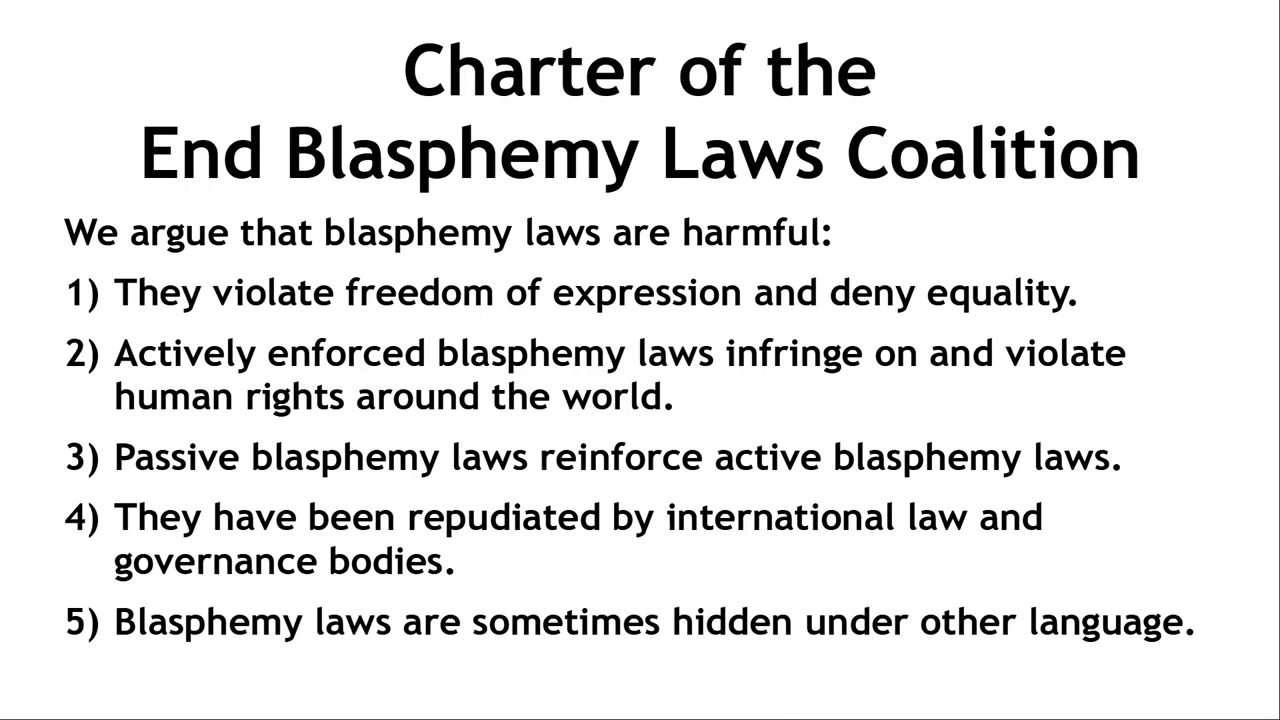 Charter of the
End Blasphemy Laws Coalition
We argue that blasphemy laws are harmful:
1) They violate freedom of expression and deny equality.
2) Actively enforced blasphemy laws infringe on and violate
human rights around the world.
3) Passive blasphemy laws reinforce active blasphemy laws.
4) They have been repudiated by international law and
governance bodies.
5) Blasphemy laws are sometimes hidden under other language.